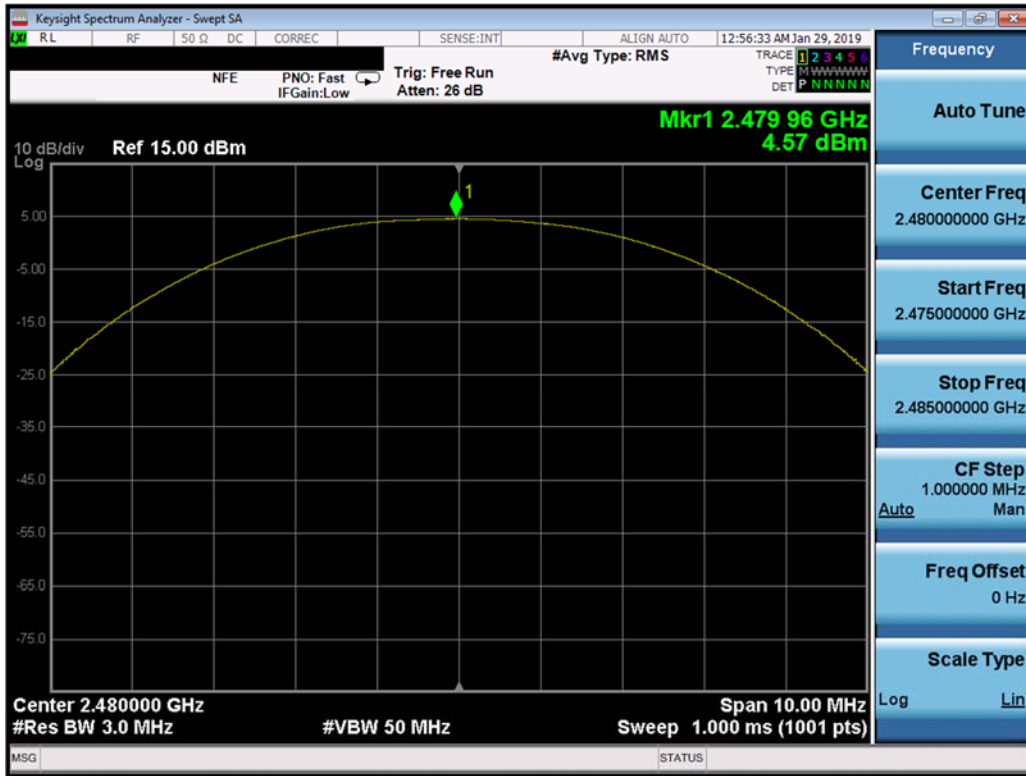 Keysight Spectrum Analyzer - Swept SA
LXI RL RF 50 Ω DC CORREC SENSE:INT ALIGN AUTO 12:56:33 AM Jan 29, 2019
#Avg Type: RMS TRACE 1 2 3 4 5 6
NFE PNO: Fast Trig: Free Run TYPE M WWWWW
IFGain:Low Atten: 26 dB DET P N N N N N
Mkr1 2.479 96 GHz
4.57 dBm
10 dB/div Ref 15.00 dBm
Log
1
5.00
-5.00
-15.0
-25.0
-35.0
-45.0
-55.0
-65.0
-75.0
Center 2.480000 GHz Span 10.00 MHz
#Res BW 3.0 MHz #VBW 50 MHz Sweep 1.000 ms (1001 pts)
MSG STATUS
Frequency
Auto Tune
Center Freq
2.480000000 GHz
Start Freq
2.475000000 GHz
Stop Freq
2.485000000 GHz
CF Step
1.000000 MHz
Auto Man
Freq Offset
0 Hz
Scale Type
Log Lin